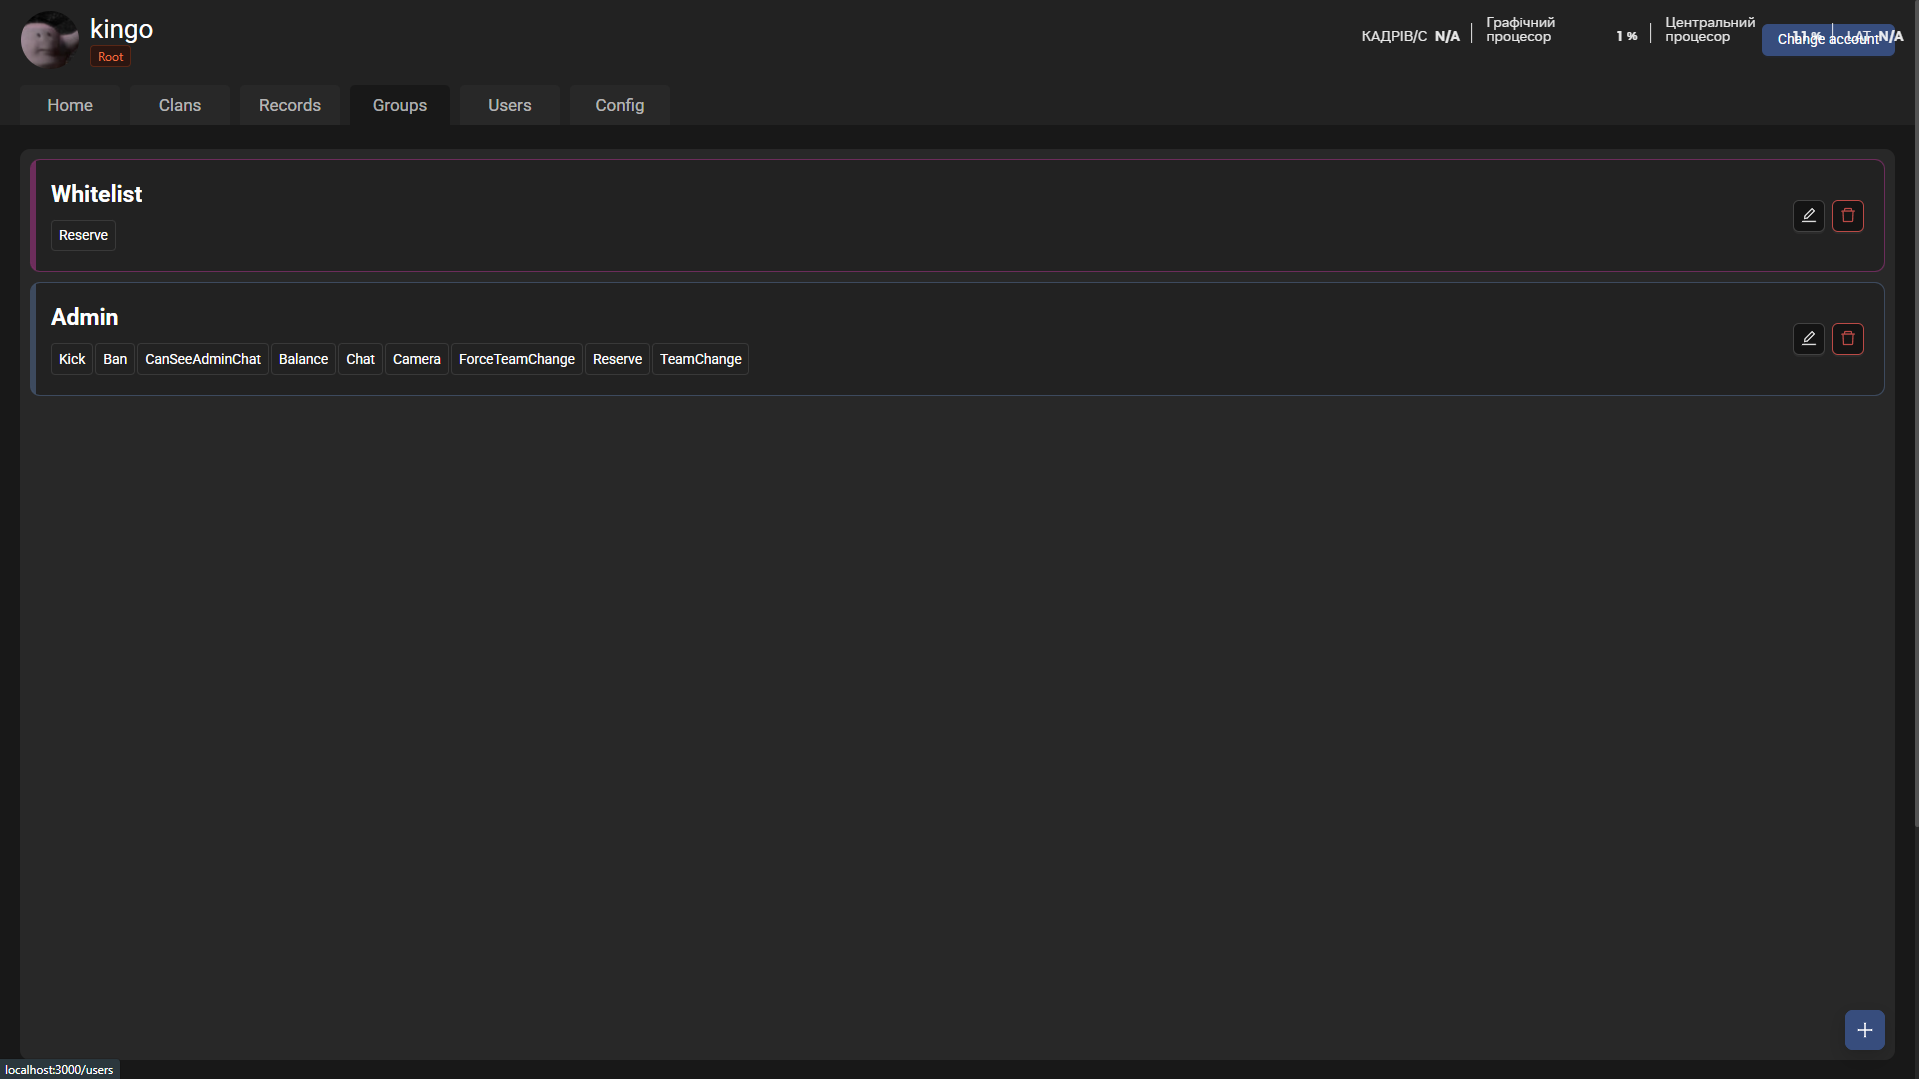 kingo
Root
КАДРІВ/С N/A
Графічний процесор 1 %
Центральний процесор 11 %
LAT N/A
Change account
Home Clans Records Groups Users Config
Whitelist
Reserve
Admin
Kick Ban CanSeeAdminChat Balance Chat Camera ForceTeamChange Reserve TeamChange
localhost:3000/users